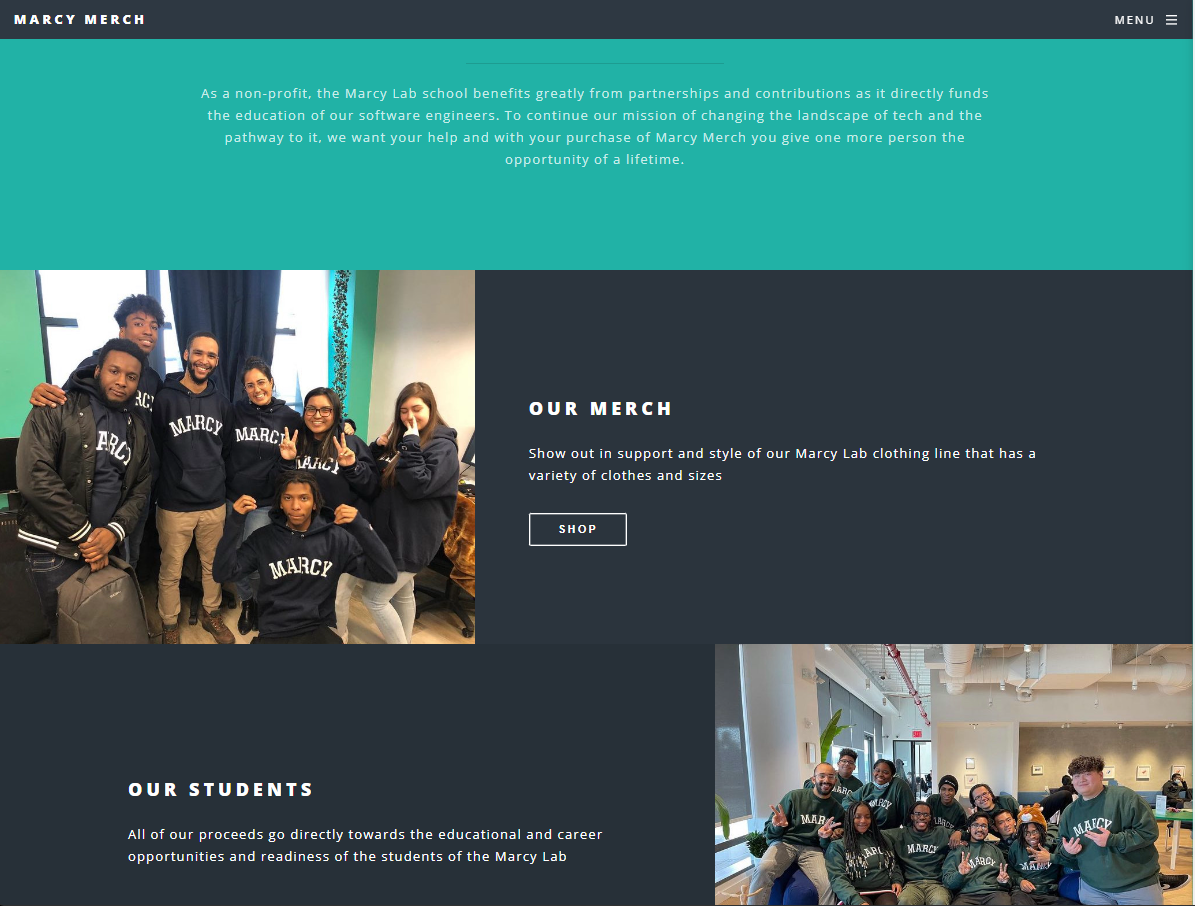 MARCY MERCH
MENU
As a non-profit, the Marcy Lab school benefits greatly from partnerships and contributions as it directly funds
the education of our software engineers. To continue our mission of changing the landscape of tech and the
pathway to it, we want your help and with your purchase of Marcy Merch you give one more person the
opportunity of a lifetime.
MARCY
MARCY
MARCY
MARCY
OUR MERCH
Show out in support and style of our Marcy Lab clothing line that has a
variety of clothes and sizes
SHOP
MARCY
OUR STUDENTS
All of our proceeds go directly towards the educational and career
opportunities and readiness of the students of the Marcy Lab
MARCY
MARCY
MARCY
MARCY